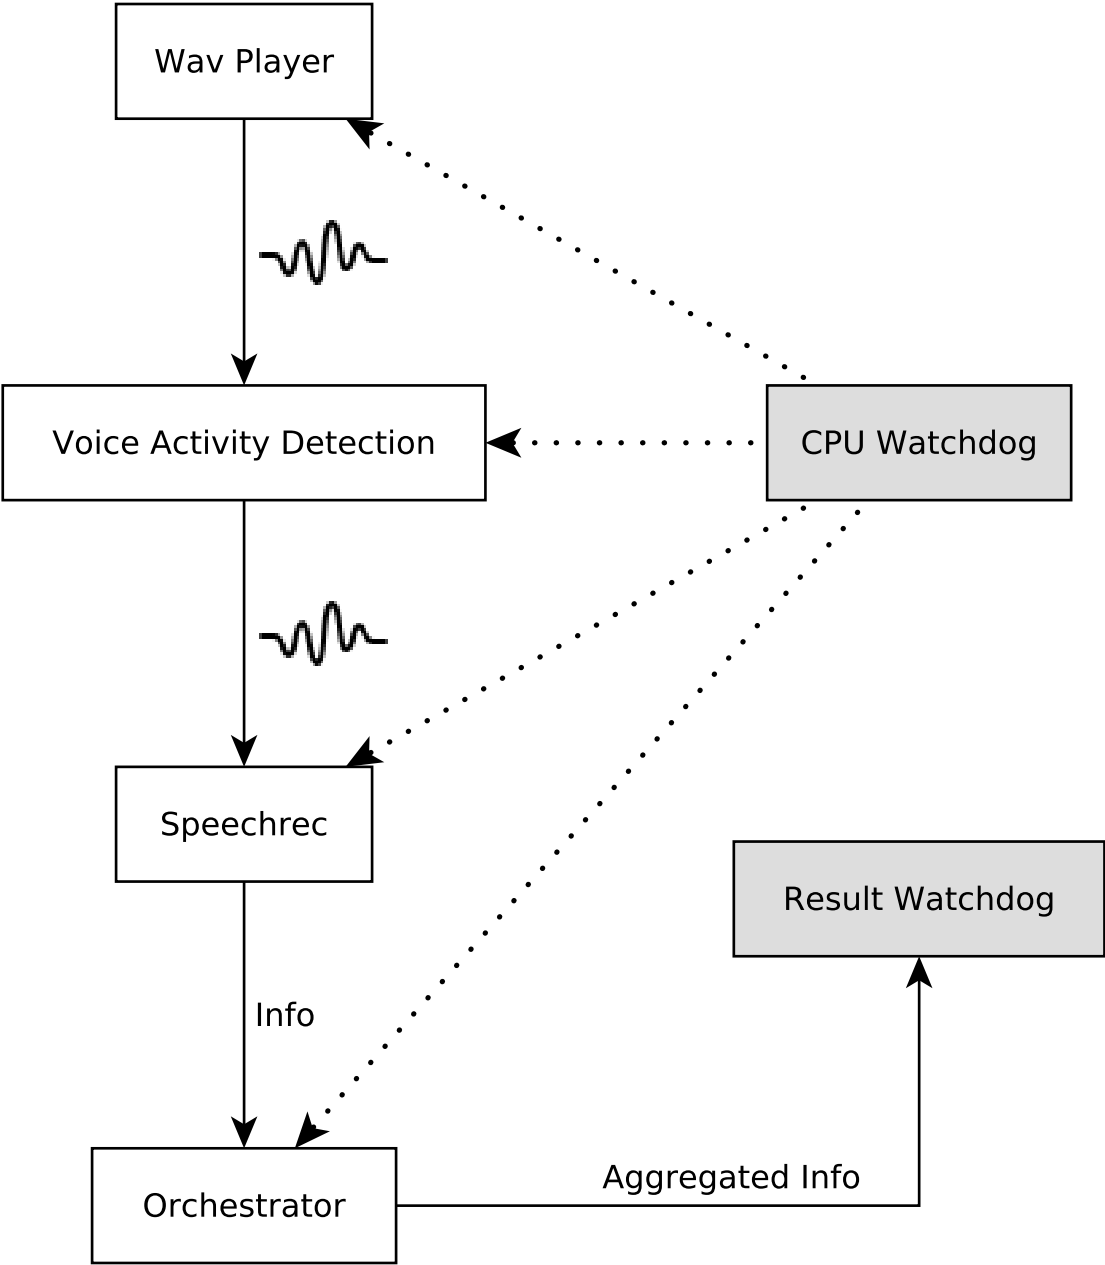 Wav Player
Voice Activity Detection
CPU Watchdog
Speechrec
Result Watchdog
Info
Aggregated Info
Orchestrator